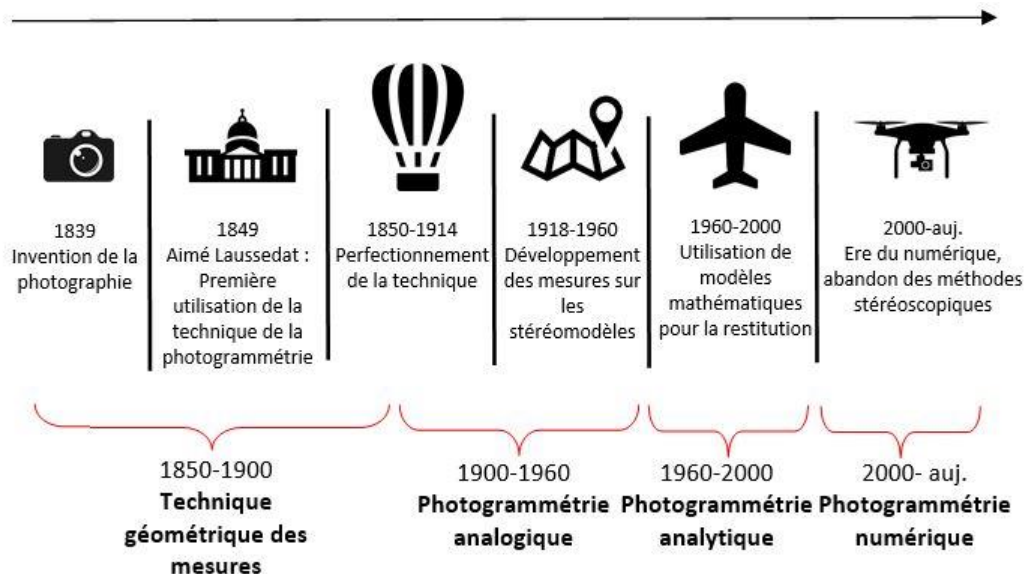 1839
Invention de la
photographie
1849
Aimé Laussedat :
Première
utilisation de la
technique de la
photogrammétrie
1850-1914
Perfectionnement
de la technique
1918-1960
Développement
des mesures sur
les
stéréomodèles
1960-2000
Utilisation de
modèles
mathématiques
pour la restitution
2000-auj.
Ere du numérique,
abandon des méthodes
stéréoscopiques
1850-1900
Technique
géométrique des
mesures
1900-1960
Photogrammétrie
analogique
1960-2000
Photogrammétrie
analytique
2000- auj.
Photogrammétrie
numérique